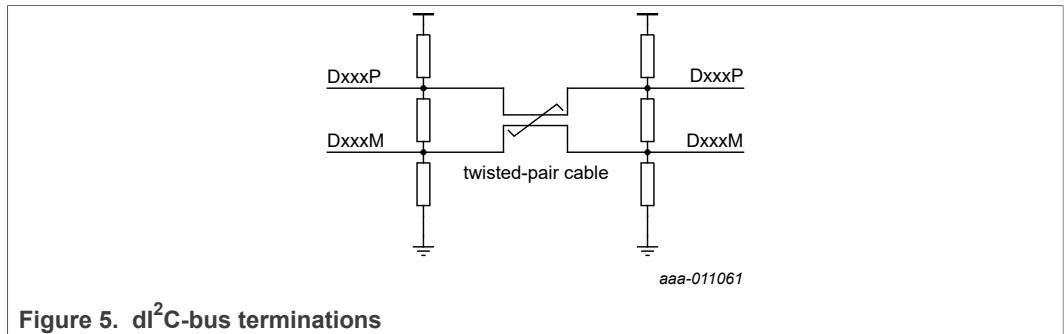 DxxxP
DxxxP
DxxxM
DxxxM
twisted-pair cable
aaa-011061
Figure 5. dI²C-bus terminations